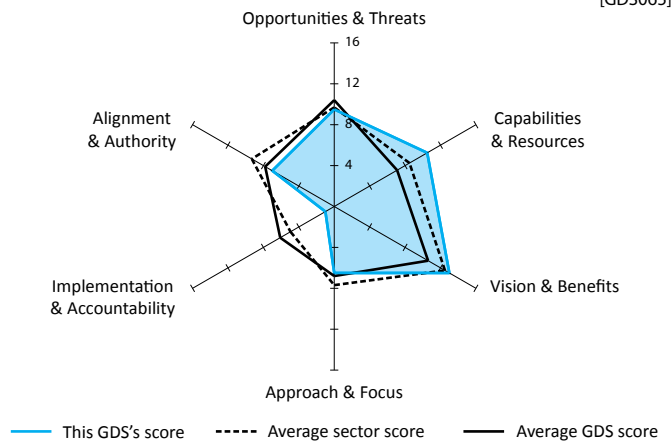 Opportunities & Threats
16
12
8
4
Alignment
& Authority
Capabilities
& Resources
Implementation
& Accountability
Vision & Benefits
Approach & Focus
This GDS's score
Average sector score
Average GDS score